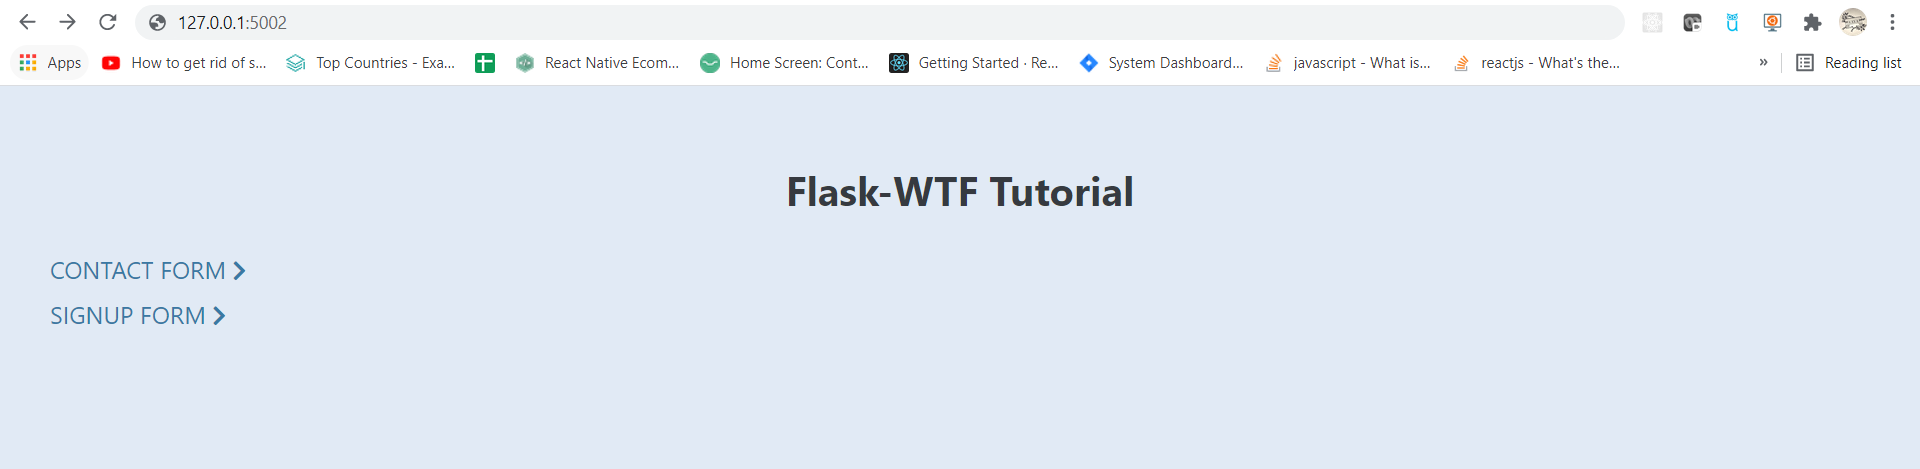 127.0.0.1:5002
Apps How to get rid of s... Top Countries - Exa... React Native Ecom... Home Screen: Cont... Getting Started · Re... System Dashboard... javascript - What is... reactjs - What's the... » Reading list
Flask-WTF Tutorial
CONTACT FORM
SIGNUP FORM